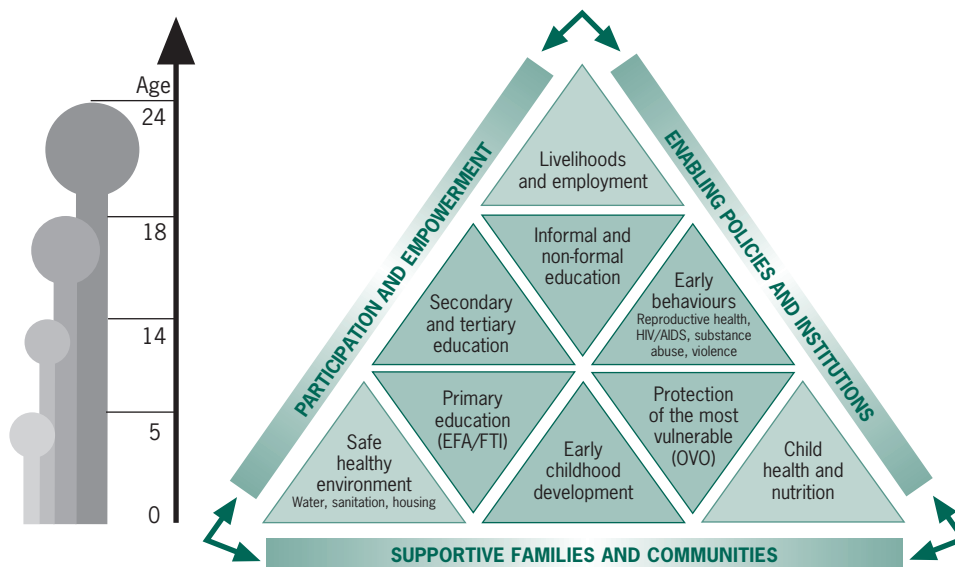 Age
24
18
14
5
0
PARTICIPATION AND EMPOWERMENT
ENABLING POLICIES AND INSTITUTIONS
Livelihoods
and employment
Informal and
non-formal
education
Secondary
and tertiary
education
Early
behaviours
Reproductive health,
HIV/AIDS, substance
abuse, violence
Primary
education
(EFA/FTI)
Protection
of the most
vulnerable
(OVO)
Safe
healthy
environment
Water, sanitation, housing
Early
childhood
development
Child
health and
nutrition
SUPPORTIVE FAMILIES AND COMMUNITIES